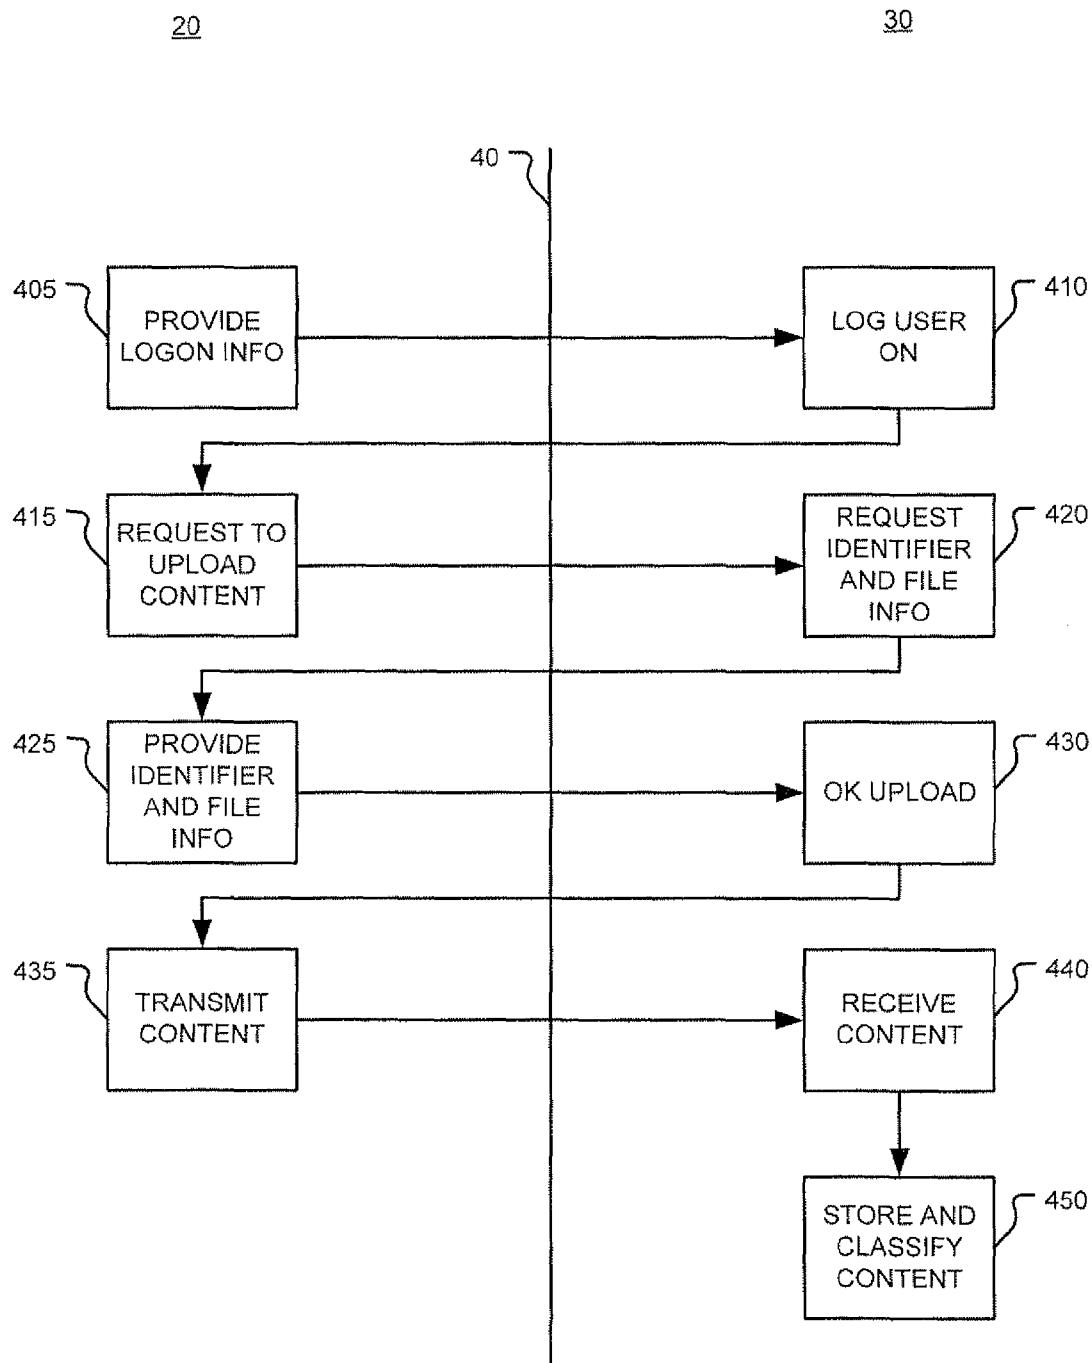 20
30
40
405
PROVIDE
LOGON INFO
LOG USER
ON
410
415
REQUEST TO
UPLOAD
CONTENT
REQUEST
IDENTIFIER
AND FILE
INFO
420
425
PROVIDE
IDENTIFIER
AND FILE
INFO
OK UPLOAD
430
435
TRANSMIT
CONTENT
RECEIVE
CONTENT
440
STORE AND
CLASSIFY
CONTENT
450